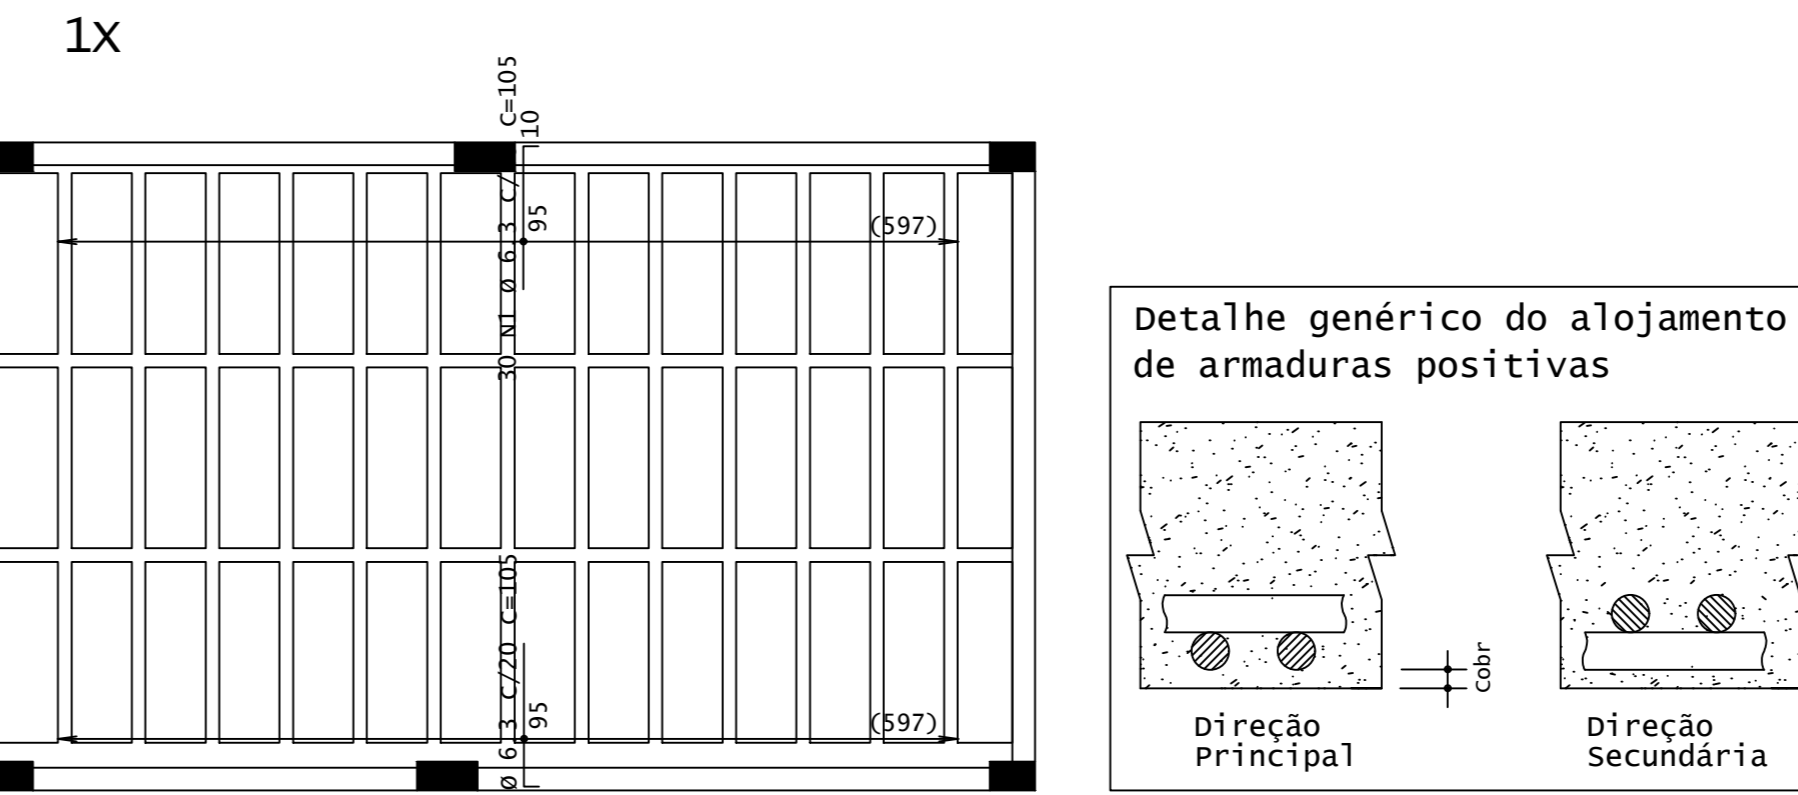 1X
C=105
10
30 N1 Ø 6.3 C/
95
(597)
Ø 6.3 C/20 C=105
95
(597)
Detalhe genérico do alojamento
de armaduras positivas
Cobr
Direção
Principal
Direção
Secundária